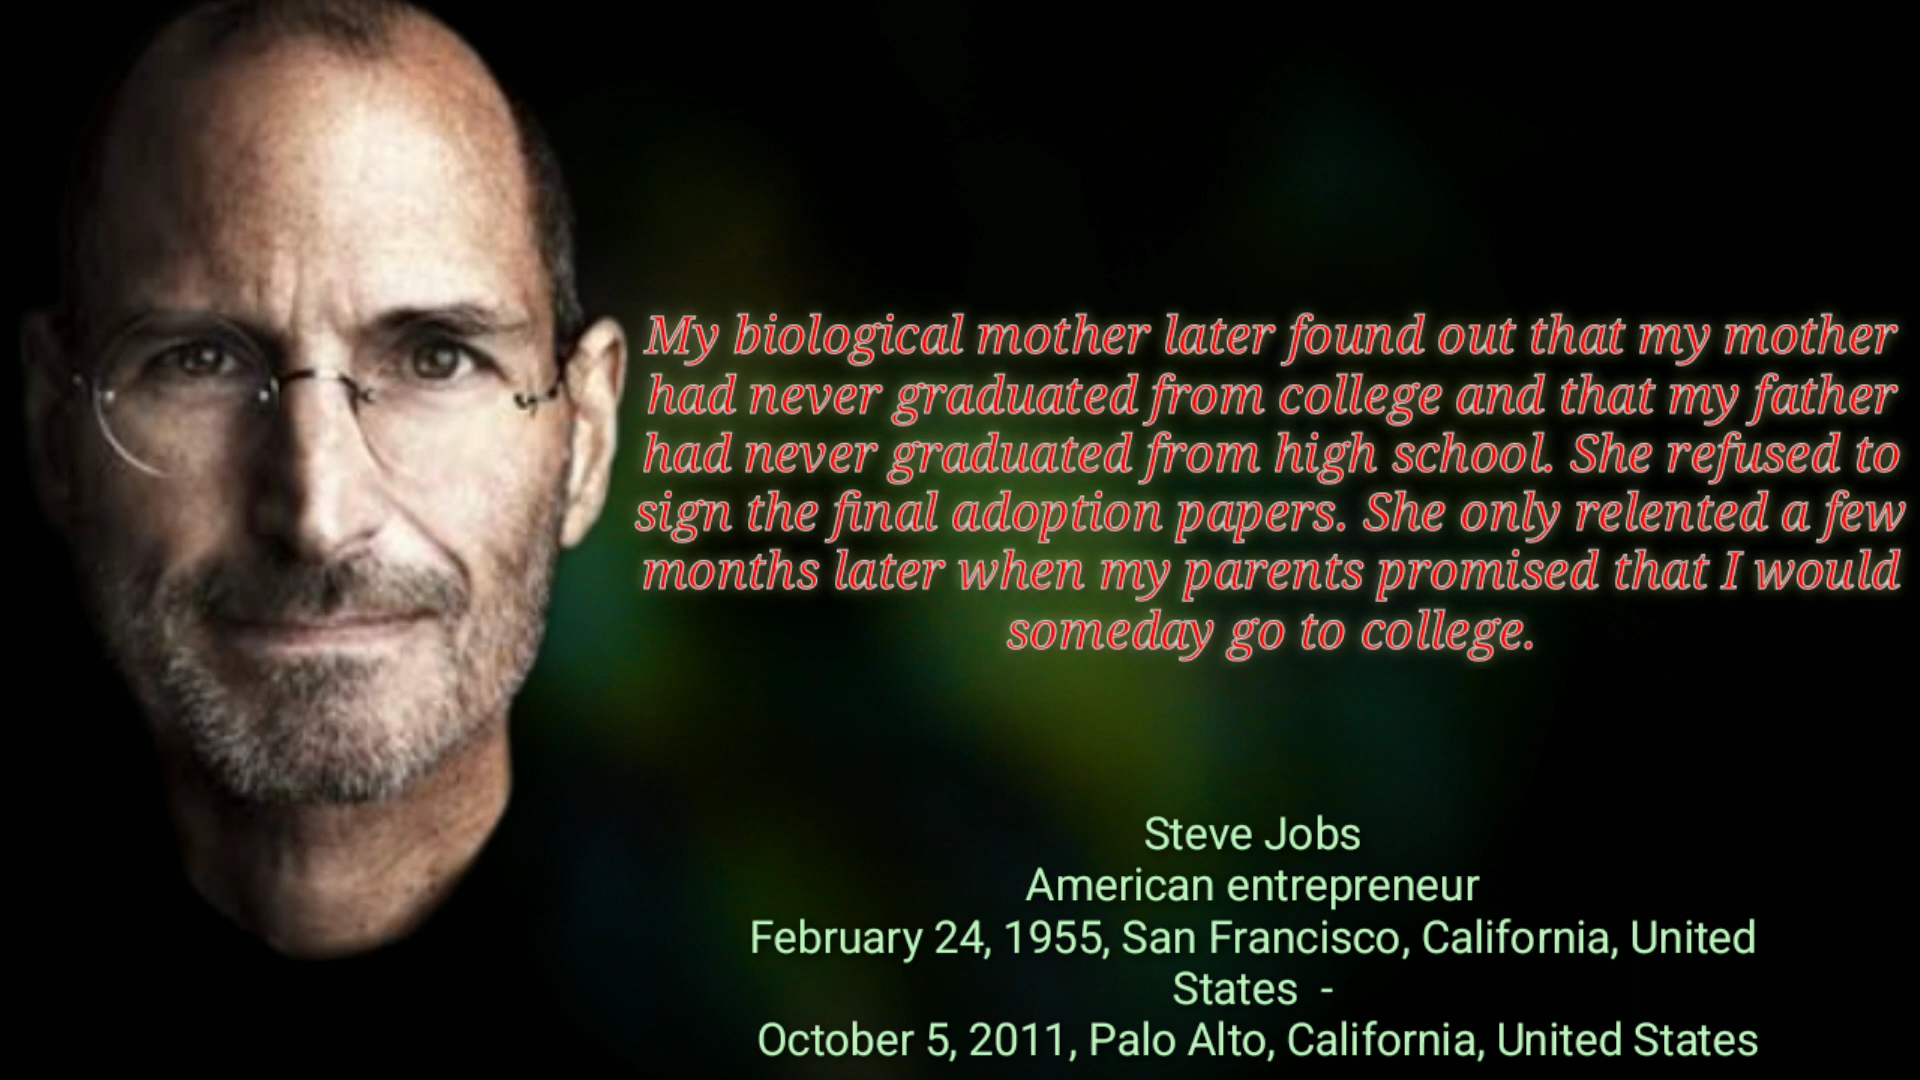 My biological mother later found out that my mother
had never graduated from college and that my father
had never graduated from high school. She refused to
sign the final adoption papers. She only relented a few
months later when my parents promised that I would
someday go to college.
Steve Jobs
American entrepreneur
February 24, 1955, San Francisco, California, United
States -
October 5, 2011, Palo Alto, California, United States